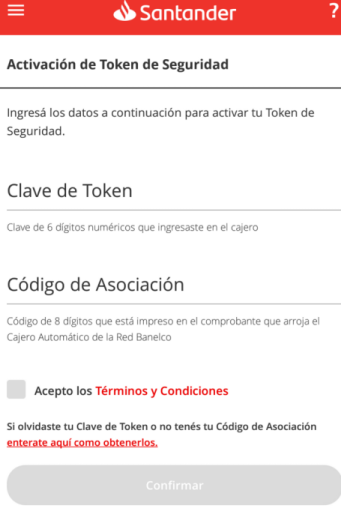 Santander
?
Activación de Token de Seguridad
Ingresá los datos a continuación para activar tu Token de
Seguridad.
Clave de Token
Clave de 6 dígitos numéricos que ingresaste en el cajero
Código de Asociación
Código de 8 dígitos que está impreso en el comprobante que arroja el
Cajero Automático de la Red Banelco
Acepto los Términos y Condiciones
Si olvidaste tu Clave de Token o no tenés tu Código de Asociación
enterate aquí como obtenerlos.
Confirmar